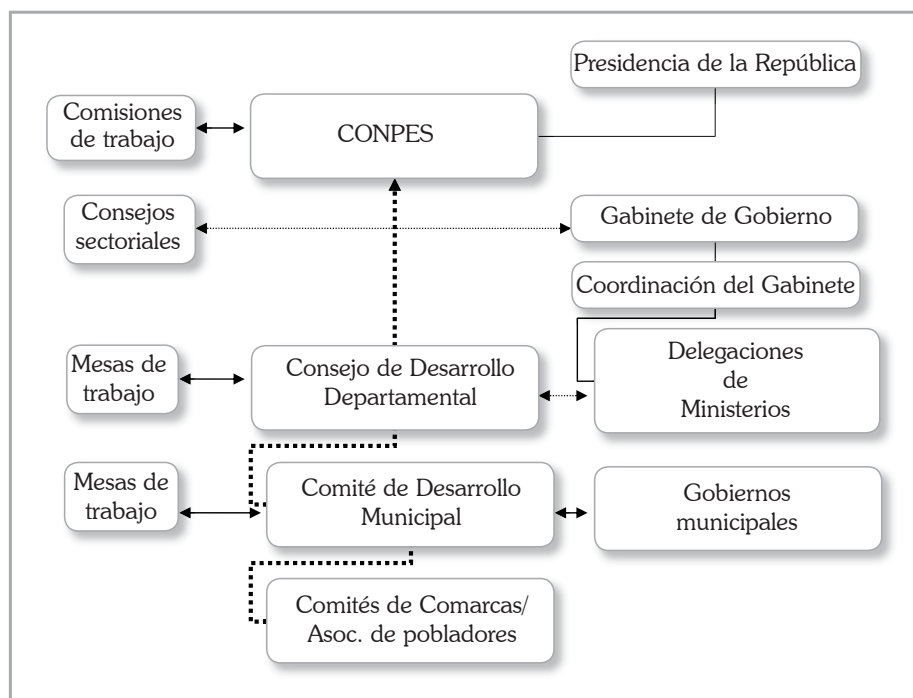 Presidencia de la República
Comisiones
de trabajo
CONPES
Consejos
sectoriales
Gabinete de Gobierno
Coordinación del Gabinete
Mesas de
trabajo
Consejo de Desarrollo
Departamental
Delegaciones
de
Ministerios
Mesas de
trabajo
Comité de Desarrollo
Municipal
Gobiernos
municipales
Comités de Comarcas/
Asoc. de pobladores